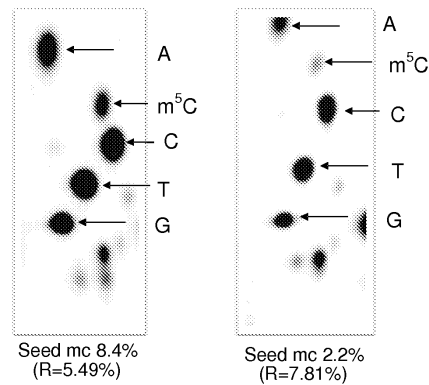 A
m⁵C
C
T
G
Seed mc 8.4%
(R=5.49%)
A
m⁵C
C
T
G
Seed mc 2.2%
(R=7.81%)